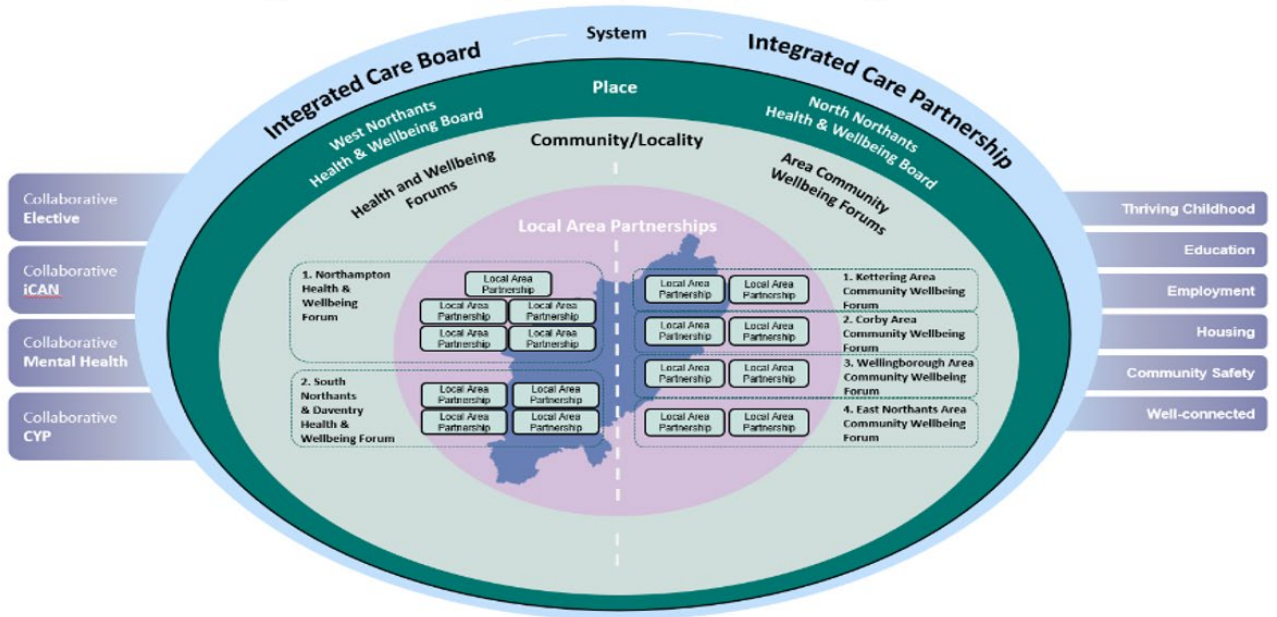 System
Integrated Care Board
Integrated Care Partnership
Place
West Northants
Health & Wellbeing Board
North Northants
Health & Wellbeing Board
Community/Locality
Health and Wellbeing
Forums
Area Community
Wellbeing Forums
Local Area Partnerships
Collaborative
Elective
Collaborative
iCAN
Collaborative
Mental Health
Collaborative
CYP
1. Northampton
Health &
Wellbeing
Forum
Local Area
Partnership
Local Area
Partnership
Local Area
Partnership
Local Area
Partnership
Local Area
Partnership
2. South
Northants
& Daventry
Health &
Wellbeing Forum
Local Area
Partnership
Local Area
Partnership
Local Area
Partnership
Local Area
Partnership
Local Area
Partnership
Local Area
Partnership
1. Kettering Area
Community Wellbeing
Forum
Local Area
Partnership
Local Area
Partnership
2. Corby Area
Community Wellbeing
Forum
Local Area
Partnership
Local Area
Partnership
3. Wellingborough Area
Community Wellbeing
Forum
Local Area
Partnership
Local Area
Partnership
4. East Northants Area
Community Wellbeing
Forum
Thriving Childhood
Education
Employment
Housing
Community Safety
Well-connected